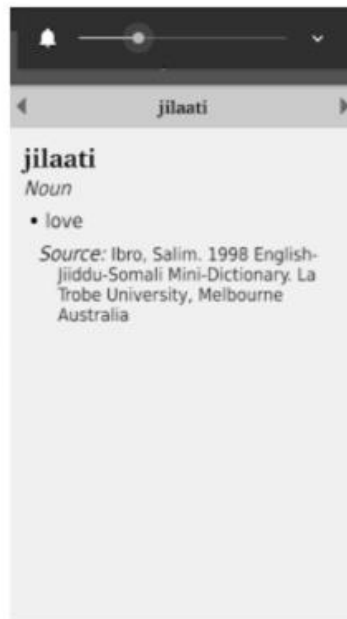 jilaati
jilaati
Noun
• love
Source: Ibro, Salim. 1998 English-
Jiiddu-Somali Mini-Dictionary. La
Trobe University, Melbourne
Australia